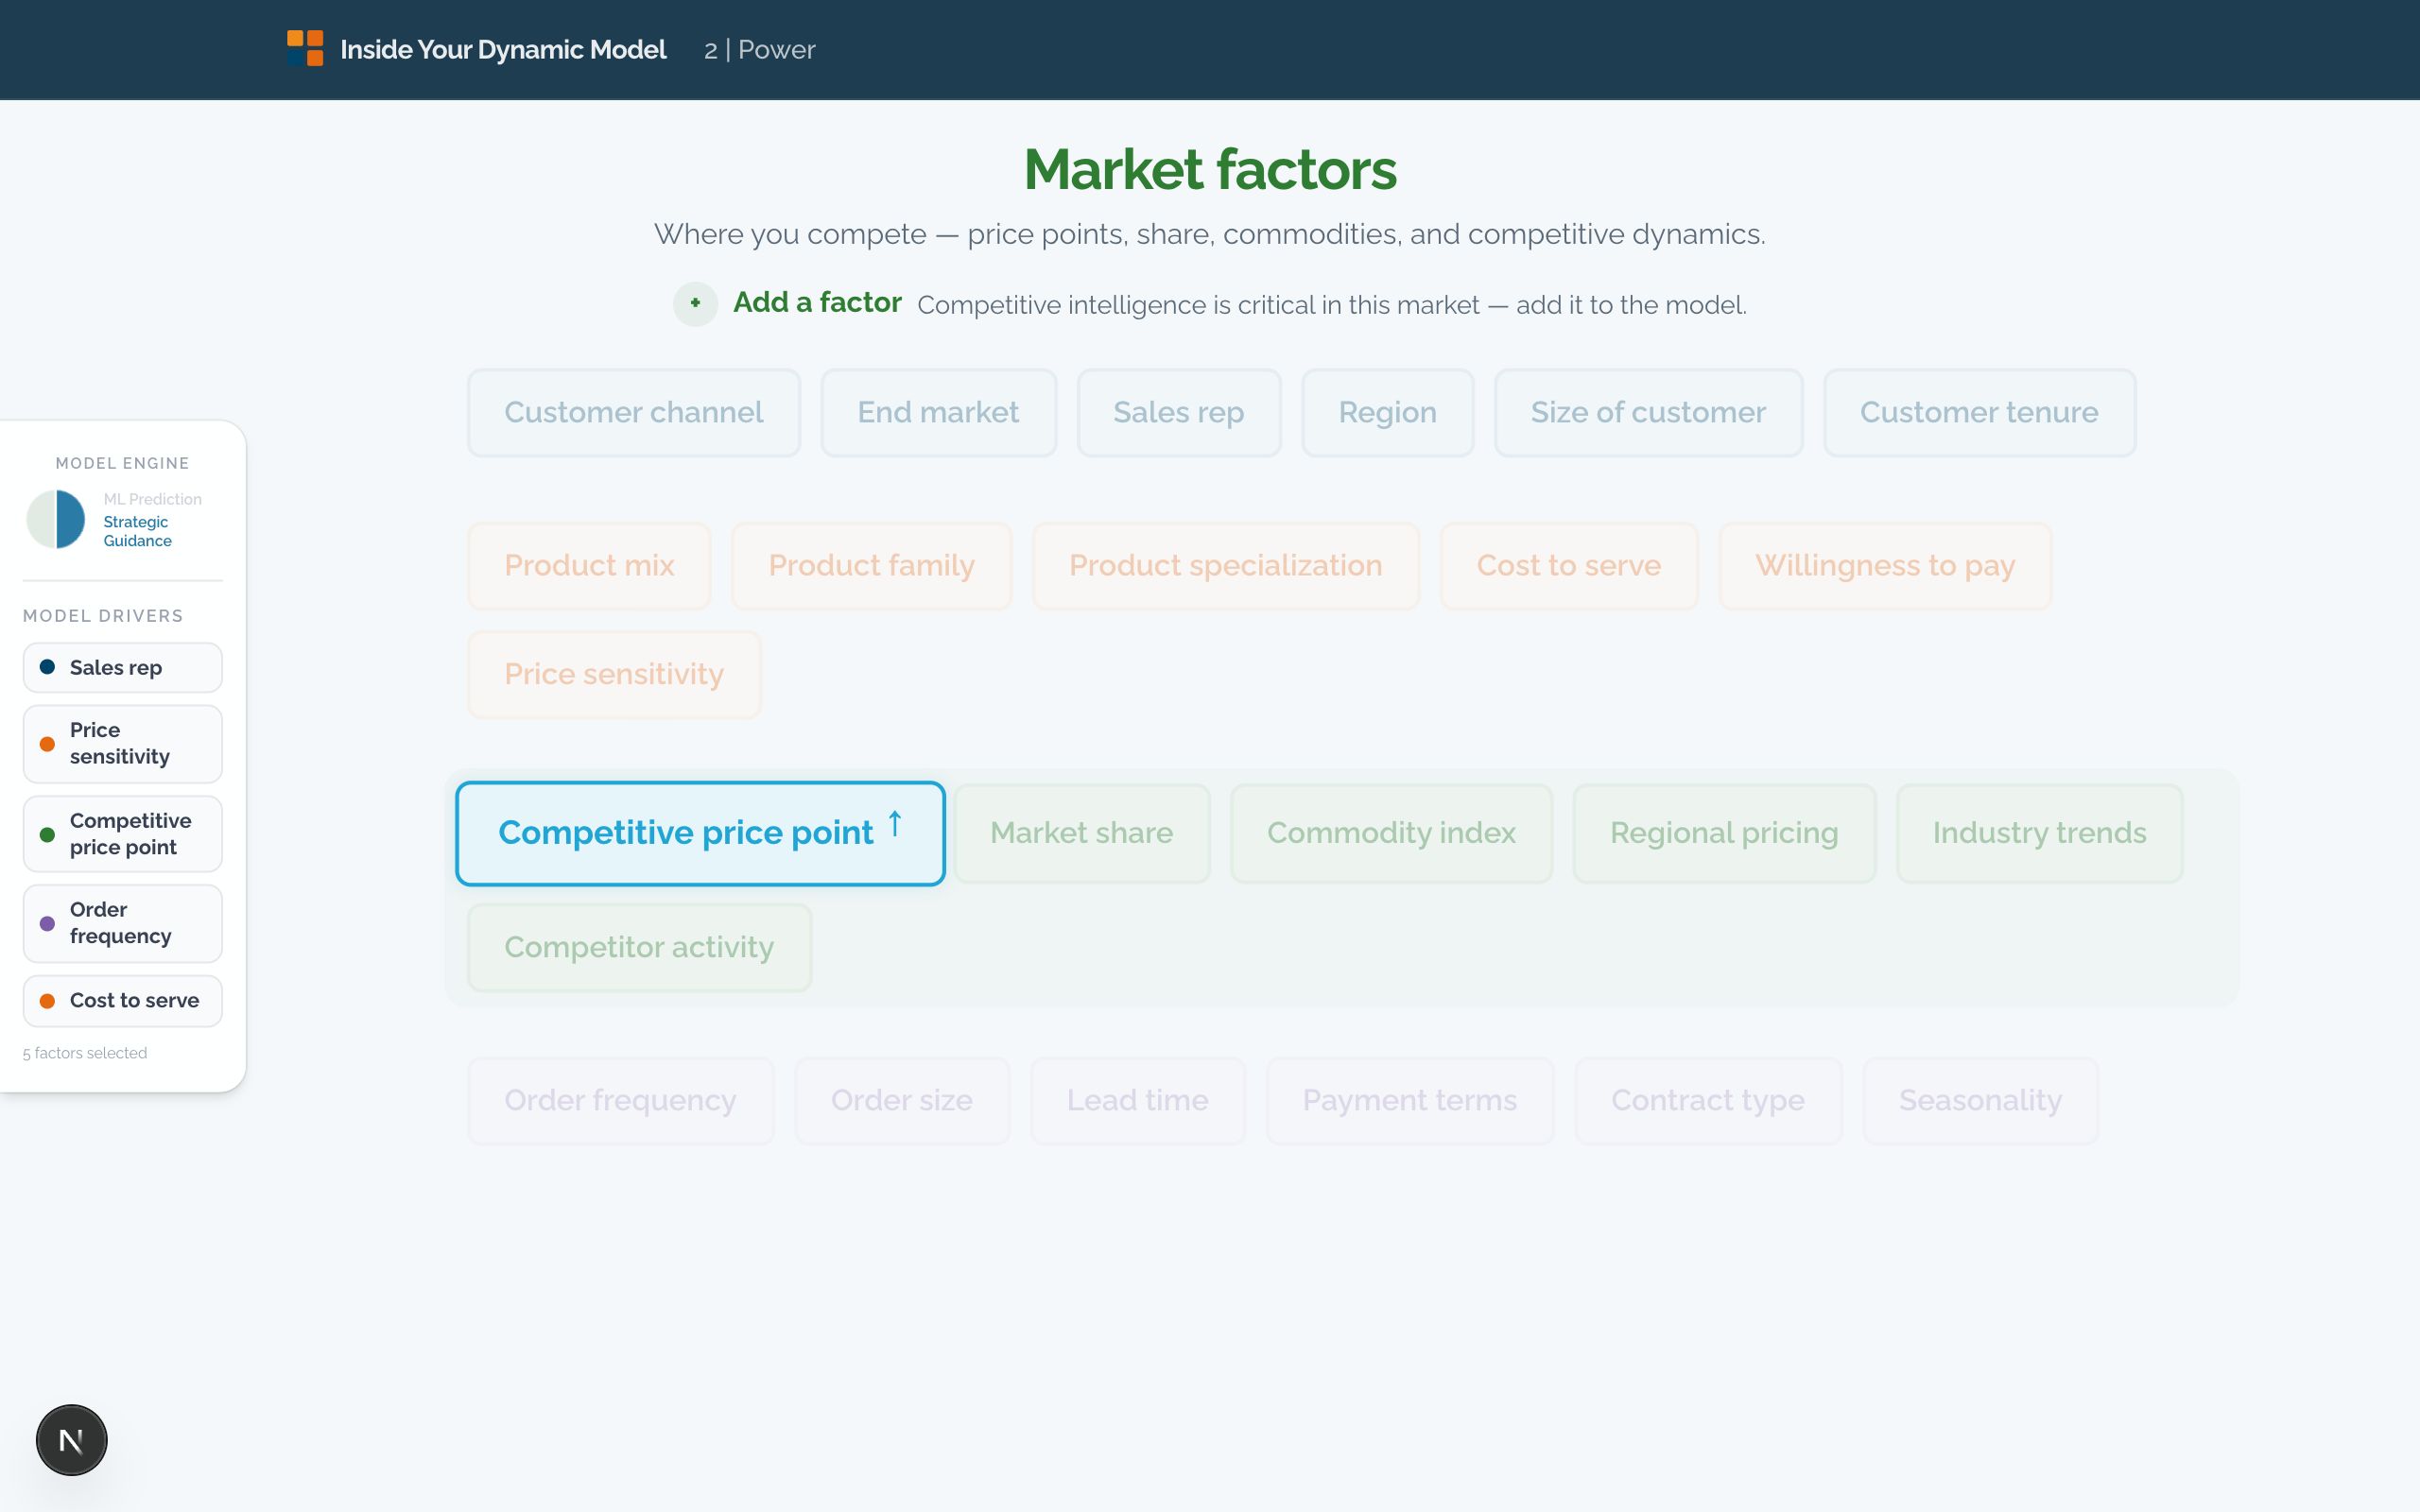 Inside Your Dynamic Model
2 | Power
Market factors
Where you compete — price points, share, commodities, and competitive dynamics.
+ Add a factor Competitive intelligence is critical in this market — add it to the model.
Customer channel
End market
Sales rep
Region
Size of customer
Customer tenure
Product mix
Product family
Product specialization
Cost to serve
Willingness to pay
Price sensitivity
Competitive price point ↑
Market share
Commodity index
Regional pricing
Industry trends
Competitor activity
Order frequency
Order size
Lead time
Payment terms
Contract type
Seasonality
MODEL ENGINE
ML Prediction
Strategic
Guidance
MODEL DRIVERS
Sales rep
Price
sensitivity
Competitive
price point
Order
frequency
Cost to serve
5 factors selected
N